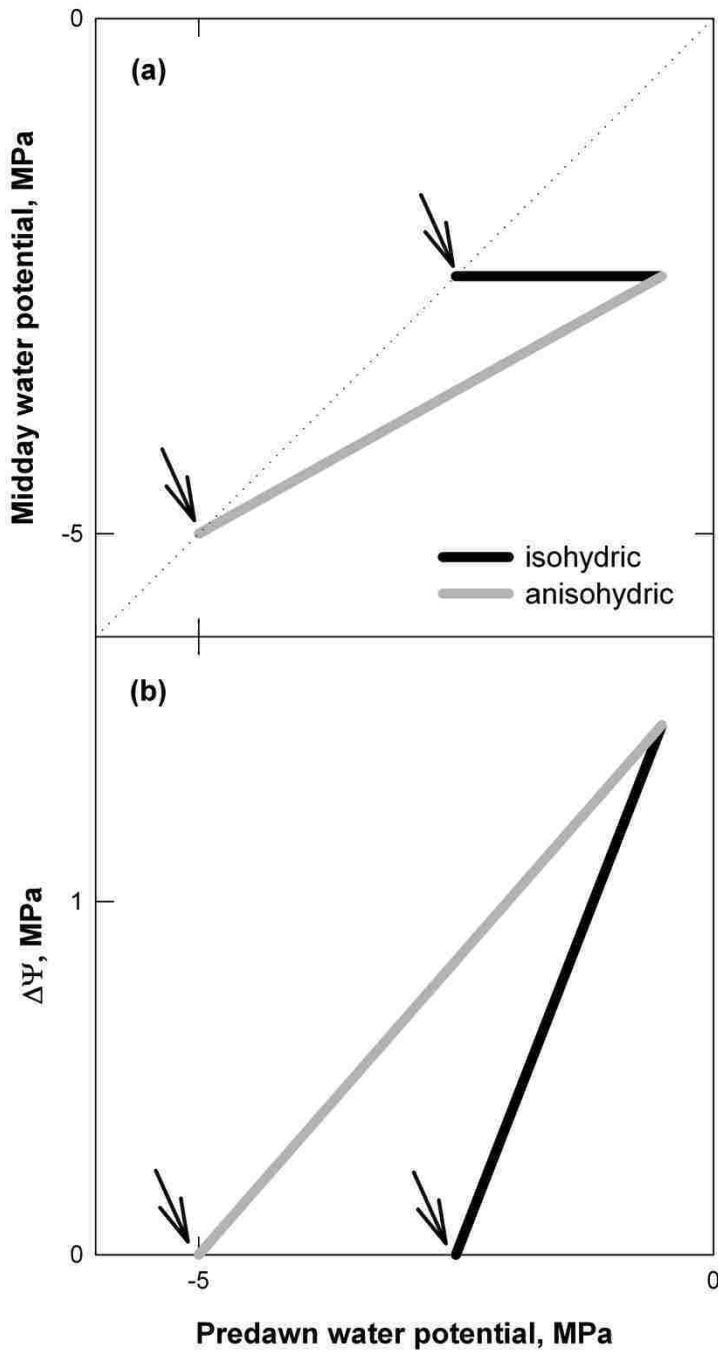 0
(a)
Midday water potential, MPa
-5
isohydric
anisohydric
(b)
ΔΨ, MPa
1
0
-5
0
Predawn water potential, MPa